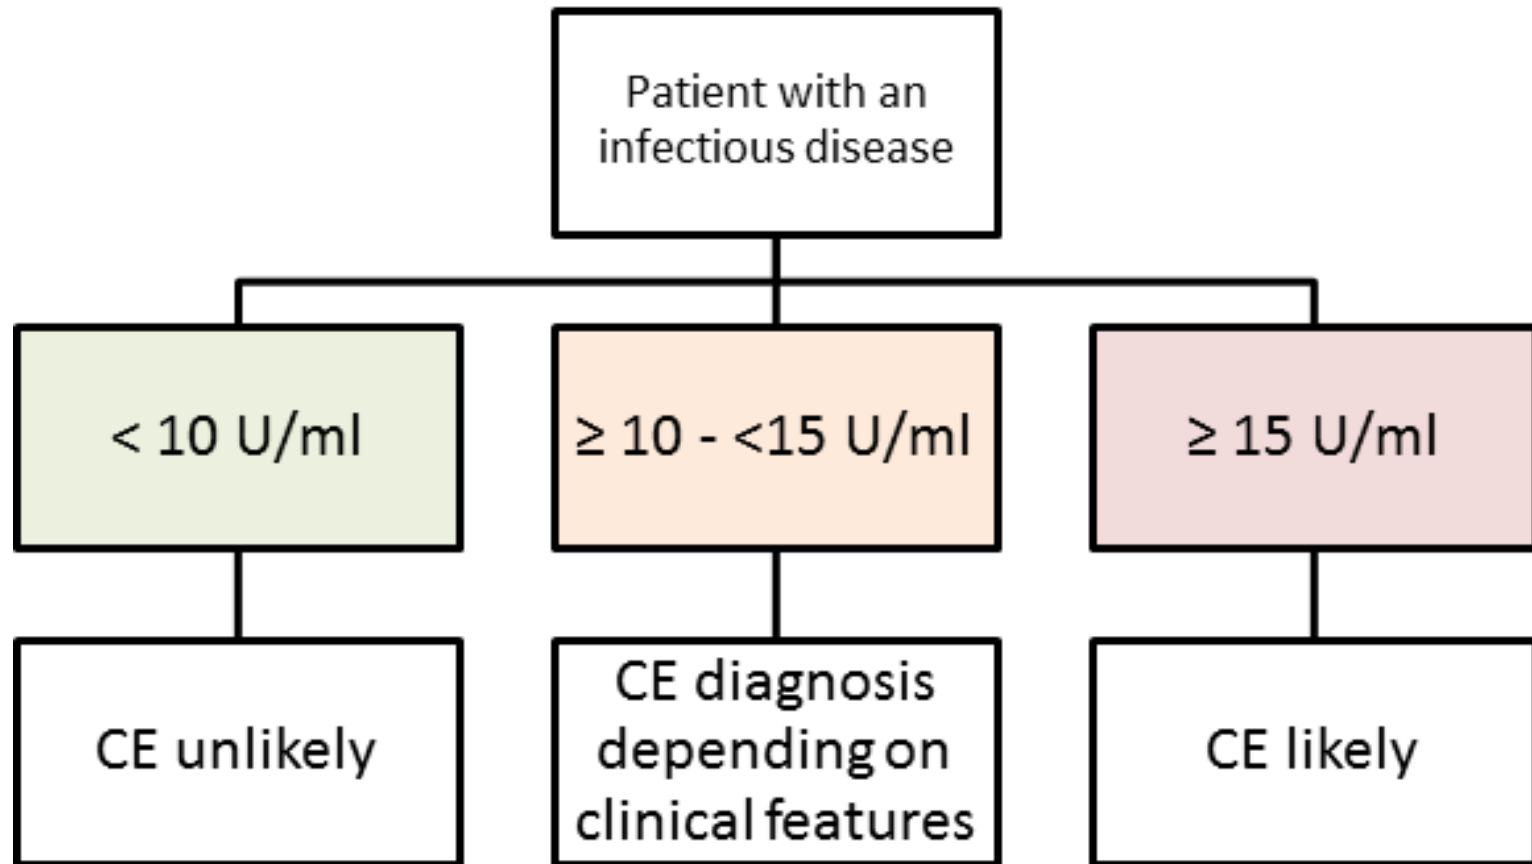 Patient with an
infectious disease
< 10 U/ml
≥ 10 - <15 U/ml
≥ 15 U/ml
CE unlikely
CE diagnosis
depending on
clinical features
CE likely